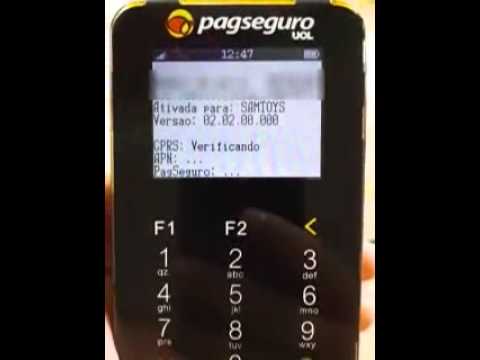 pagseguro
UOL
12:47
Ativada para: SAMTOYS
Versao: 02.02.00.000
GPRS: Verificando
APN: ...
PagSeguro: ...
F1 F2 <
1 2 3
qz. abc def
4 5 6
ghi jkl mno
7 8 9
prs tuv wxy